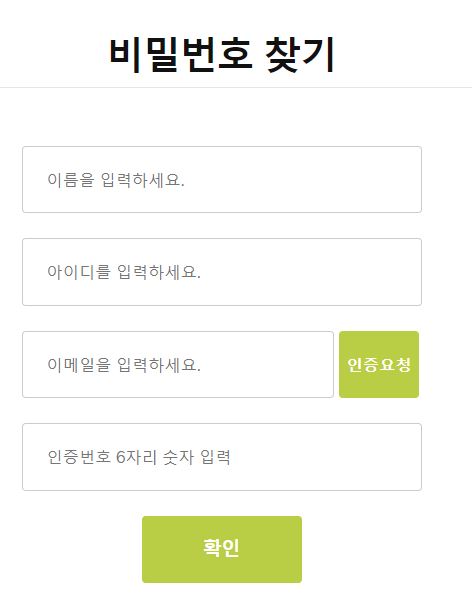 비밀번호 찾기
이름을 입력하세요.
아이디를 입력하세요.
이메일을 입력하세요. 인증요청
인증번호 6자리 숫자 입력
확인